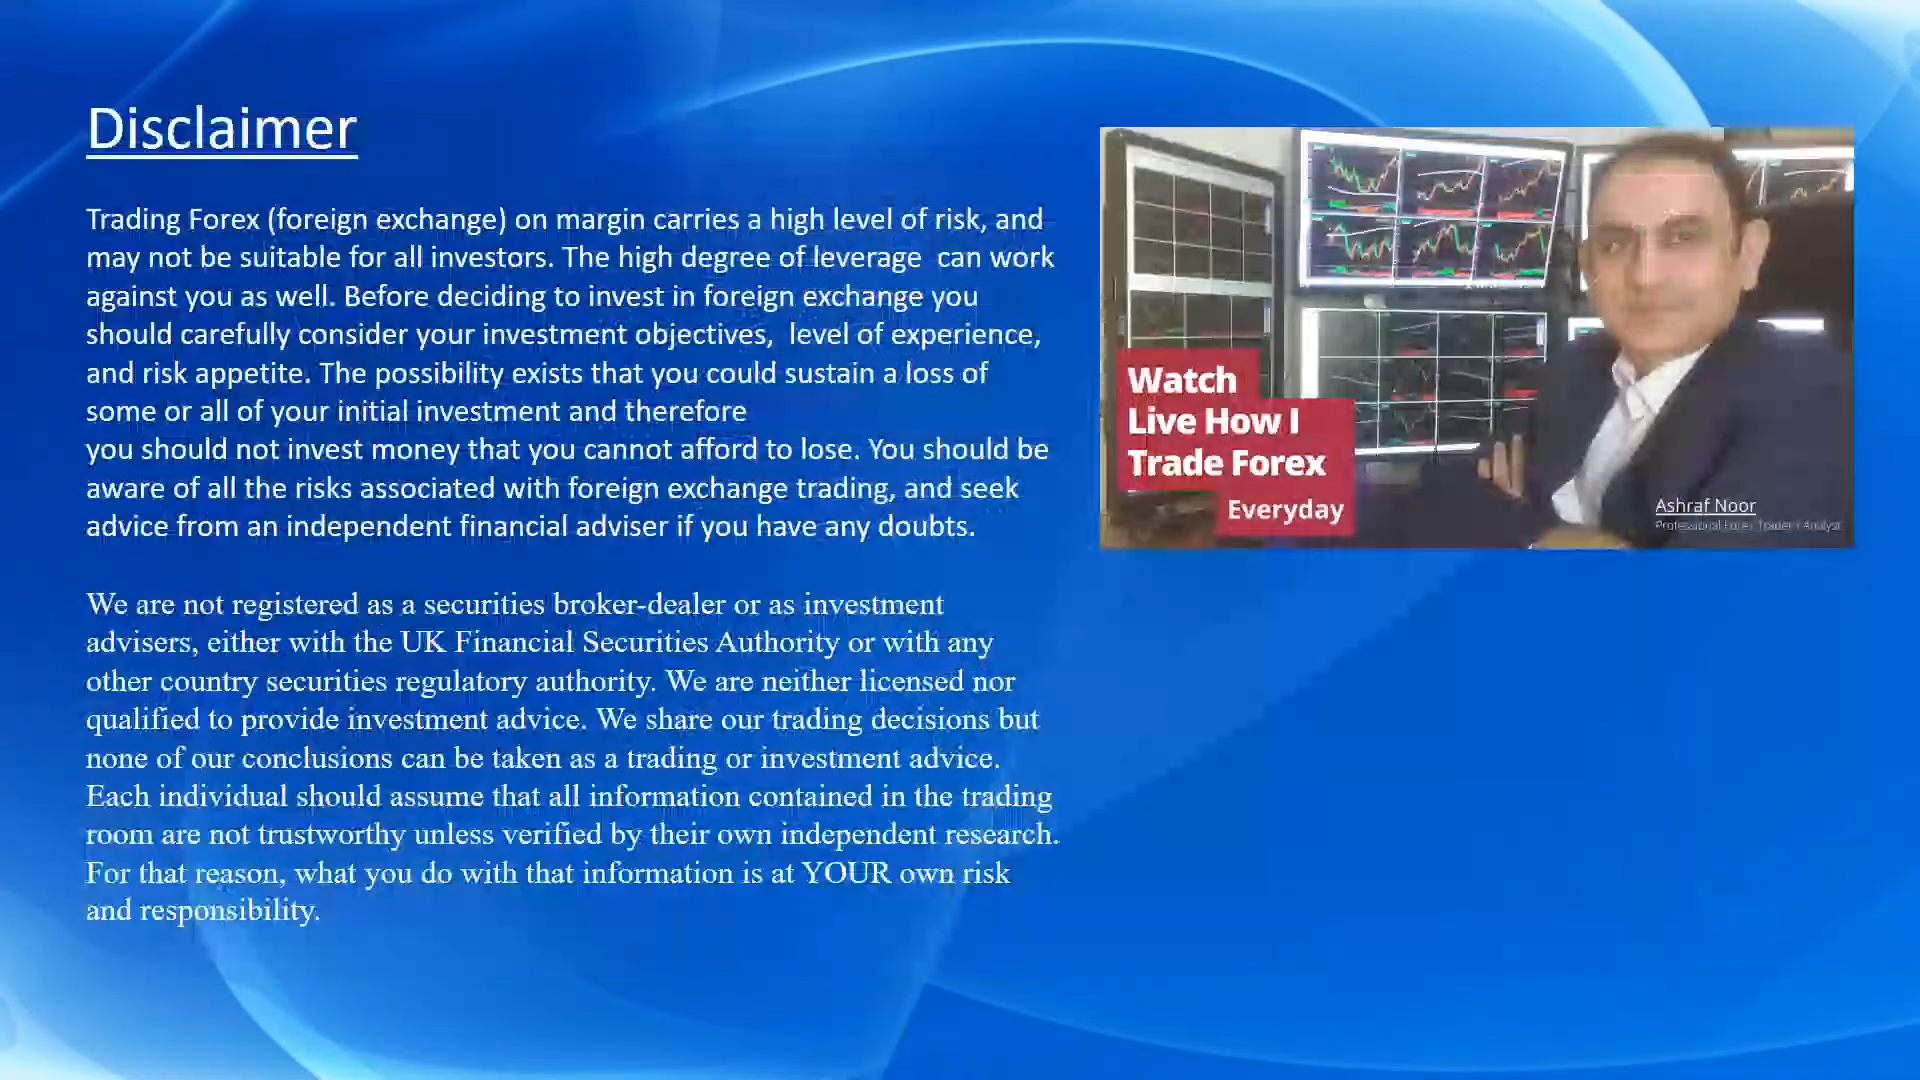 Disclaimer
Trading Forex (foreign exchange) on margin carries a high level of risk, and
may not be suitable for all investors. The high degree of leverage  can work
against you as well. Before deciding to invest in foreign exchange you
should carefully consider your investment objectives,  level of experience,
and risk appetite. The possibility exists that you could sustain a loss of
some or all of your initial investment and therefore
you should not invest money that you cannot afford to lose. You should be
aware of all the risks associated with foreign exchange trading, and seek
advice from an independent financial adviser if you have any doubts.
We are not registered as a securities broker-dealer or as investment
advisers, either with the UK Financial Securities Authority or with any
other country securities regulatory authority. We are neither licensed nor
qualified to provide investment advice. We share our trading decisions but
none of our conclusions can be taken as a trading or investment advice.
Each individual should assume that all information contained in the trading
room are not trustworthy unless verified by their own independent research.
For that reason, what you do with that information is at YOUR own risk
and responsibility.
Watch
Live How I
Trade Forex
Everyday
Ashraf Noor
Professional Forex Trader I Analyst